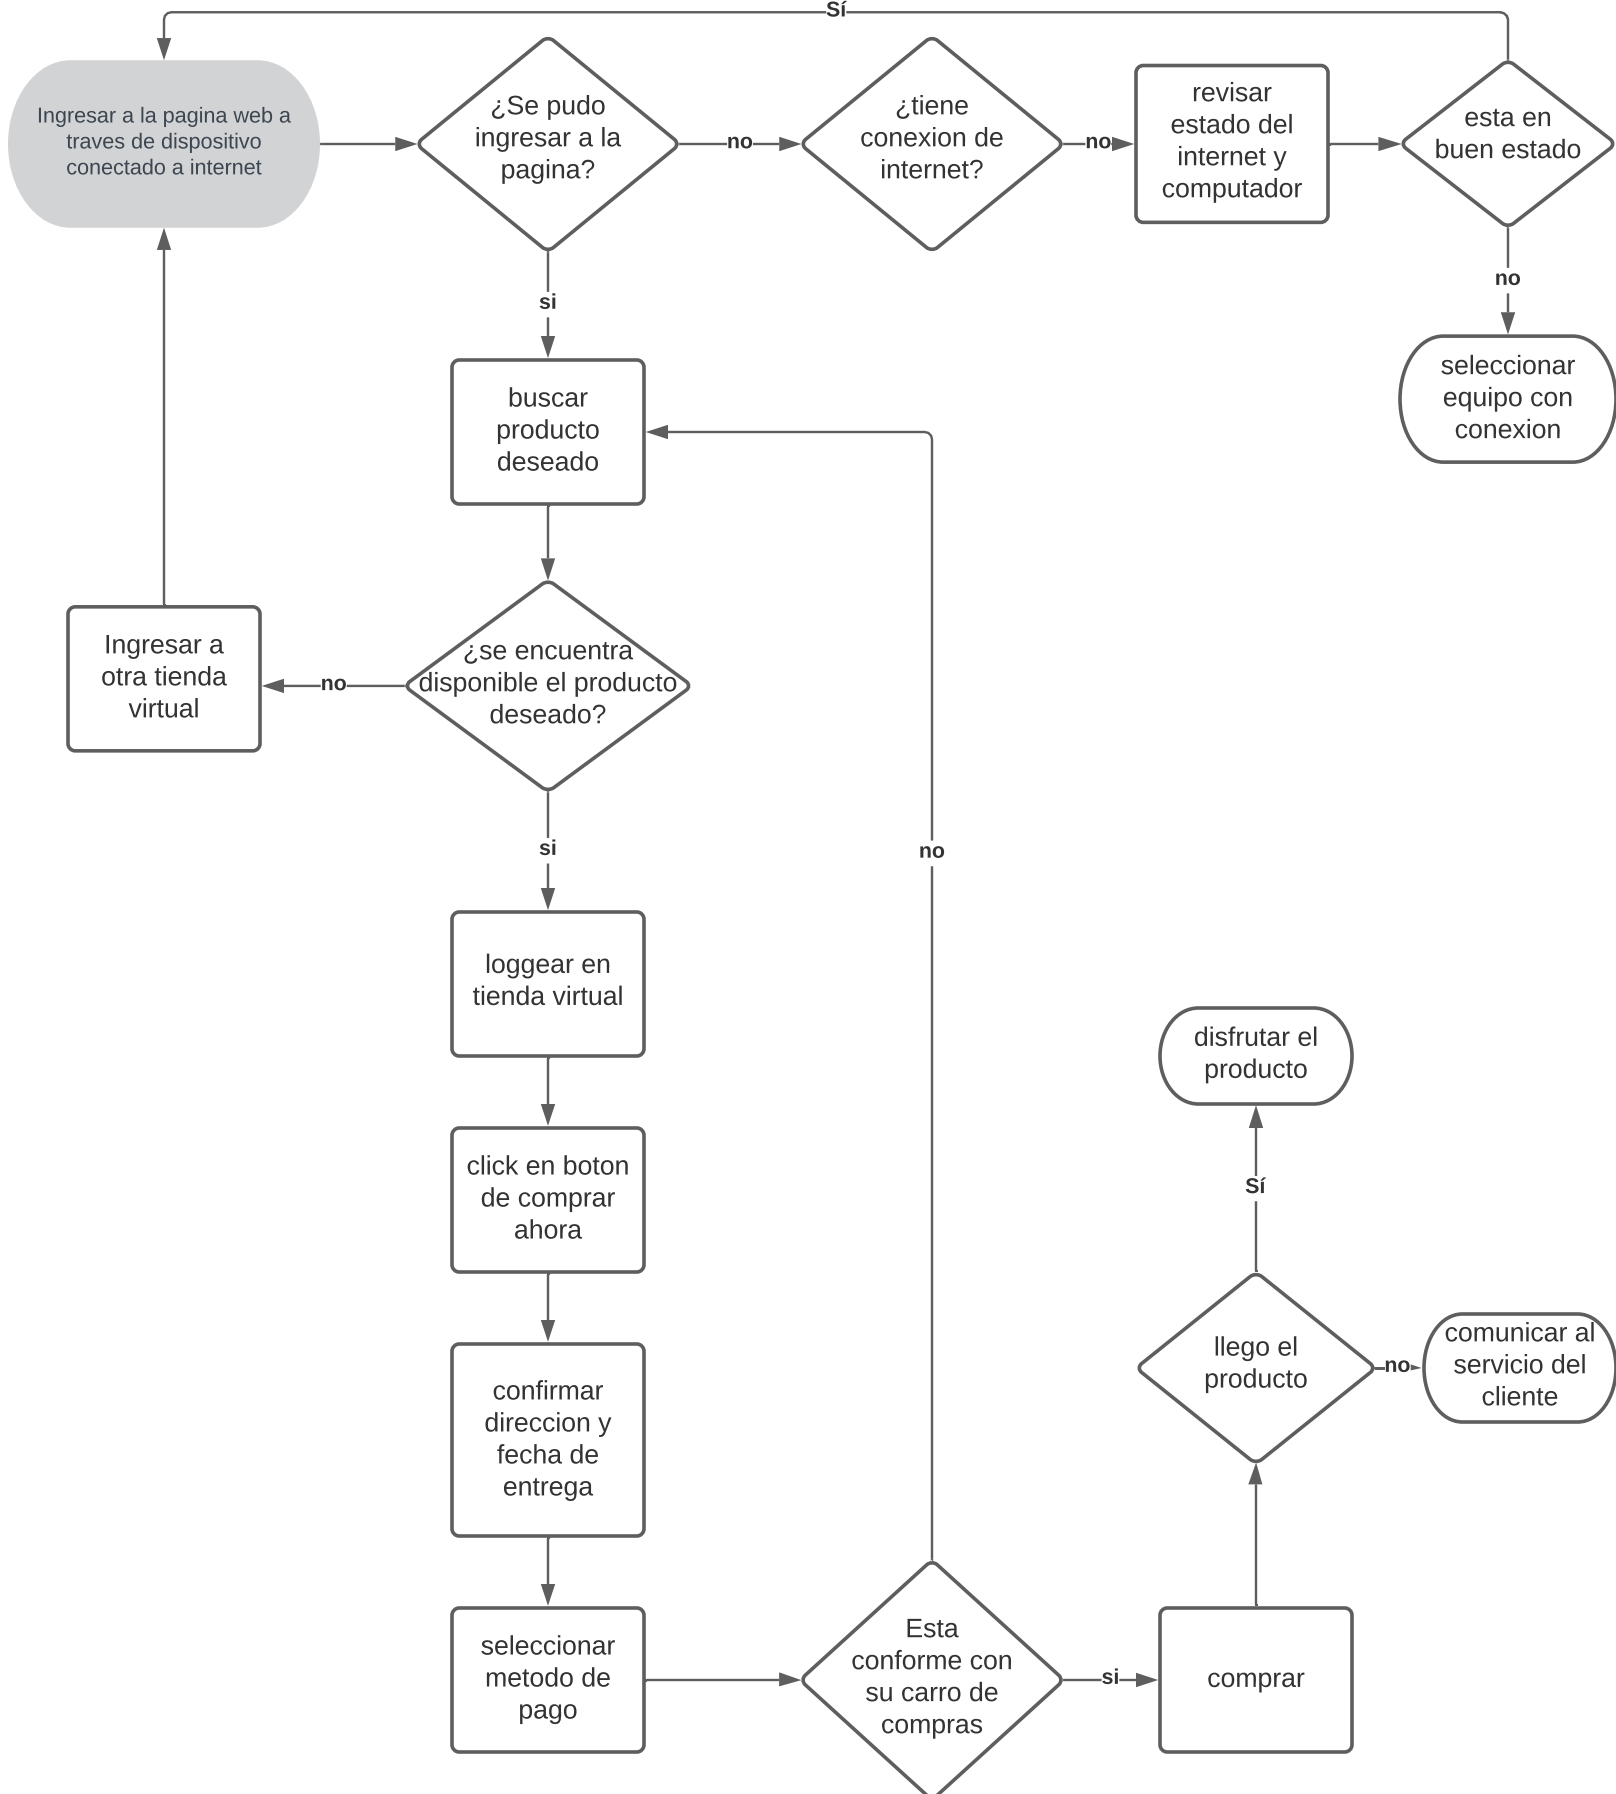 Sí
Ingresar a la pagina web a
traves de dispositivo
conectado a internet
¿Se pudo
ingresar a la
pagina?
no
¿tiene
conexion de
internet?
no
revisar
estado del
internet y
computador
esta en
buen estado
no
seleccionar
equipo con
conexion
si
buscar
producto
deseado
¿se encuentra
disponible el producto
deseado?
no
Ingresar a
otra tienda
virtual
si
loggear en
tienda virtual
click en boton
de comprar
ahora
confirmar
direccion y
fecha de
entrega
seleccionar
metodo de
pago
Esta
conforme con
su carro de
compras
no
si
comprar
llego el
producto
no
comunicar al
servicio del
cliente
Sí
disfrutar el
producto